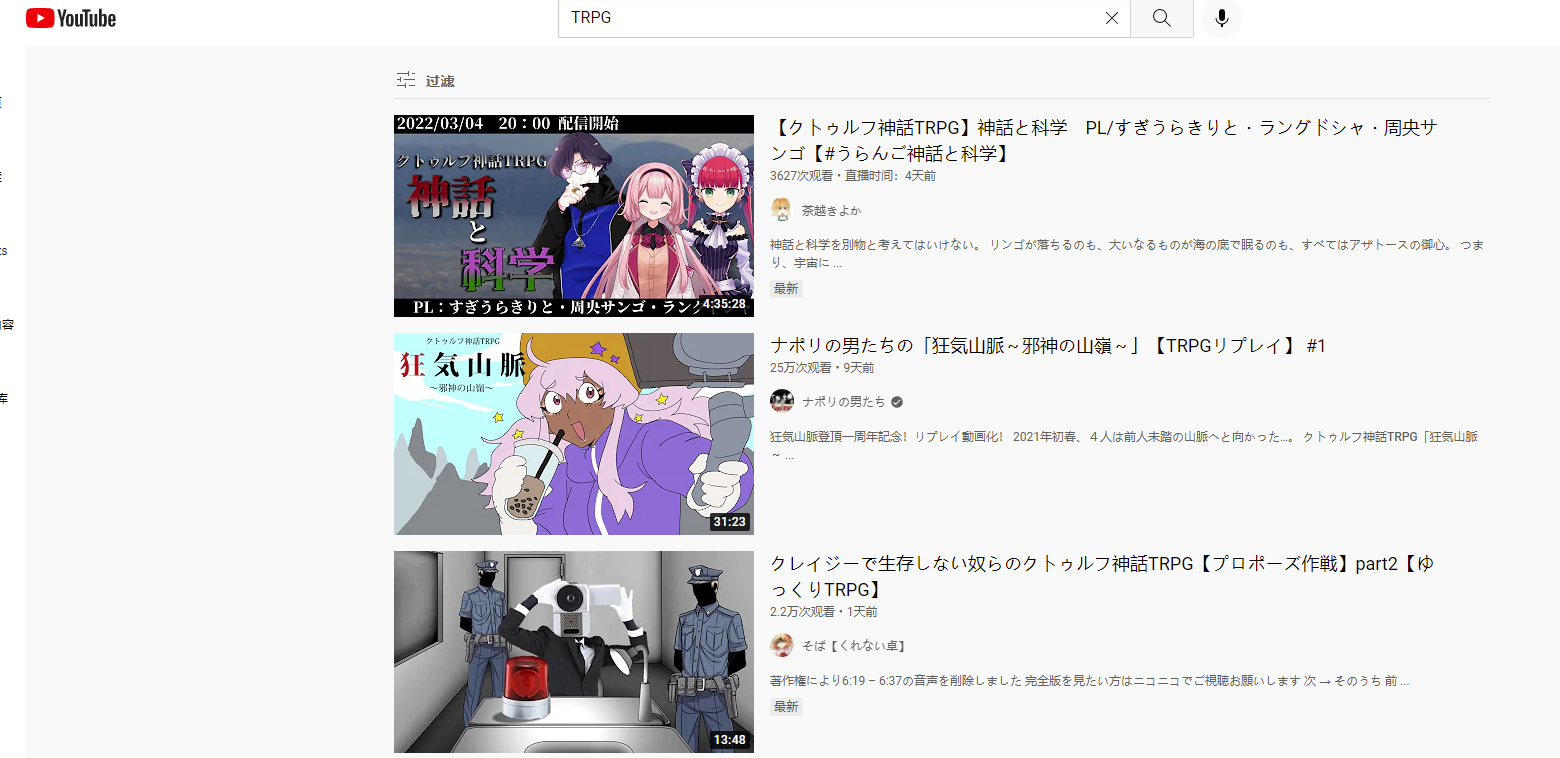 YouTube
TRPG
过滤
2022/03/04 20：00 配信開始
クトゥルフ神話TRPG
神話
と
科学
PL：すぎうらきりと・周央サンゴ・ラング
4:35:28
【クトゥルフ神話TRPG】神話と科学　PL/すぎうらきりと・ラングドシャ・周央サ
ンゴ【#うらんご神話と科学】
3627次观看・直播时间：4天前
茶越きよか
神話と科学を別物と考えてはいけない。 リンゴが落ちるのも、大いなるものが海の底で眠るのも、すべてはアザトースの御心。 つま
り、宇宙に ...
最新
クトゥルフ神話TRPG
狂気山脈
～邪神の山嶺～
31:23
ナポリの男たちの「狂気山脈～邪神の山嶺～」【TRPGリプレイ】 #1
25万次观看・9天前
ナポリの男たち
狂気山脈登頂一周年記念！リプレイ動画化！ 2021年初春、４人は前人未踏の山脈へと向かった…。 クトゥルフ神話TRPG「狂気山脈
～ ...
13:48
クレイジーで生存しない奴らのクトゥルフ神話TRPG【プロポーズ作戦】part2【ゆ
っくりTRPG】
2.2万次观看・1天前
そば【くれない卓】
著作権により6:19－6:37の音声を削除しました 完全版を見たい方はニコニコでご視聴お願いします 次 → そのうち 前 ...
最新
ts
容
库